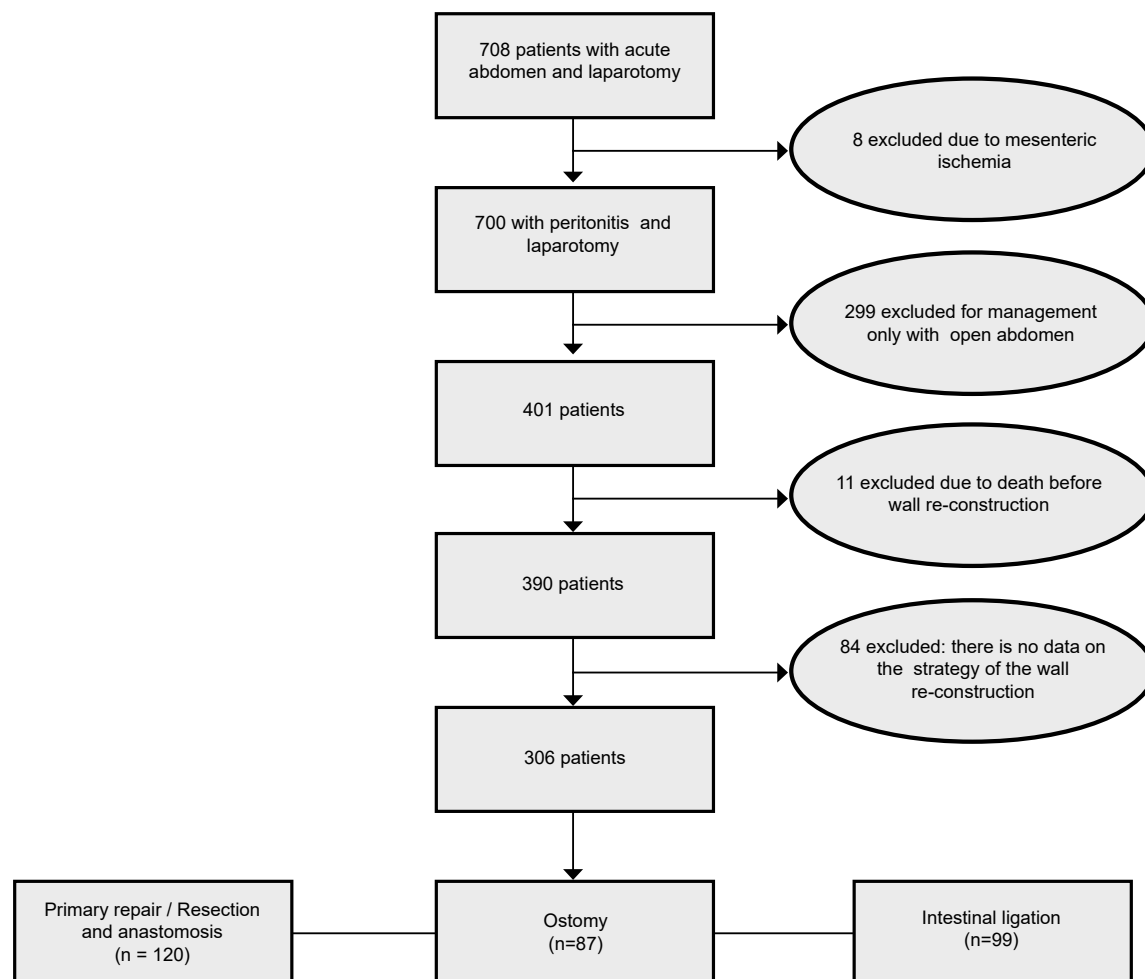 708 patients with acute
abdomen and laparotomy
8 excluded due to mesenteric
ischemia
700 with peritonitis  and
laparotomy
299 excluded for management
only with  open abdomen
401 patients
11 excluded due to death before
wall re-construction
390 patients
84 excluded: there is no data on
the  strategy of the wall
re-construction
306 patients
Primary repair / Resection
and anastomosis
(n = 120)
Ostomy
(n=87)
Intestinal ligation
(n=99)